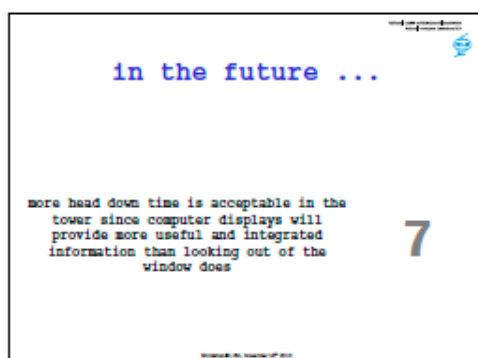 in the future ...
more head down time is acceptable in the
tower since computer displays will
provide more useful and integrated
information than looking out of the
window does
7